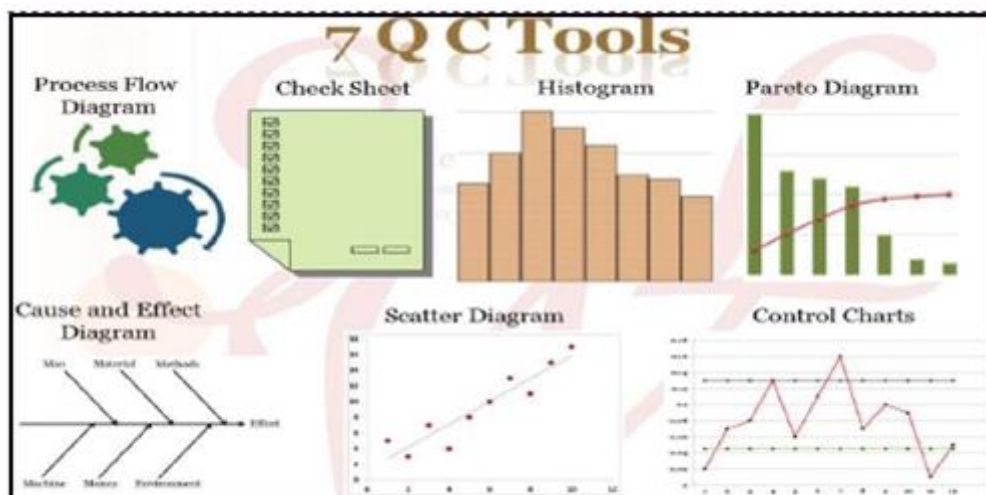 7 Q C Tools
Process Flow
Diagram
Check Sheet
Histogram
Pareto Diagram
Cause and Effect
Diagram
Man
Material
Methods
Effect
Machine
Money
Environment
Scatter Diagram
Control Charts